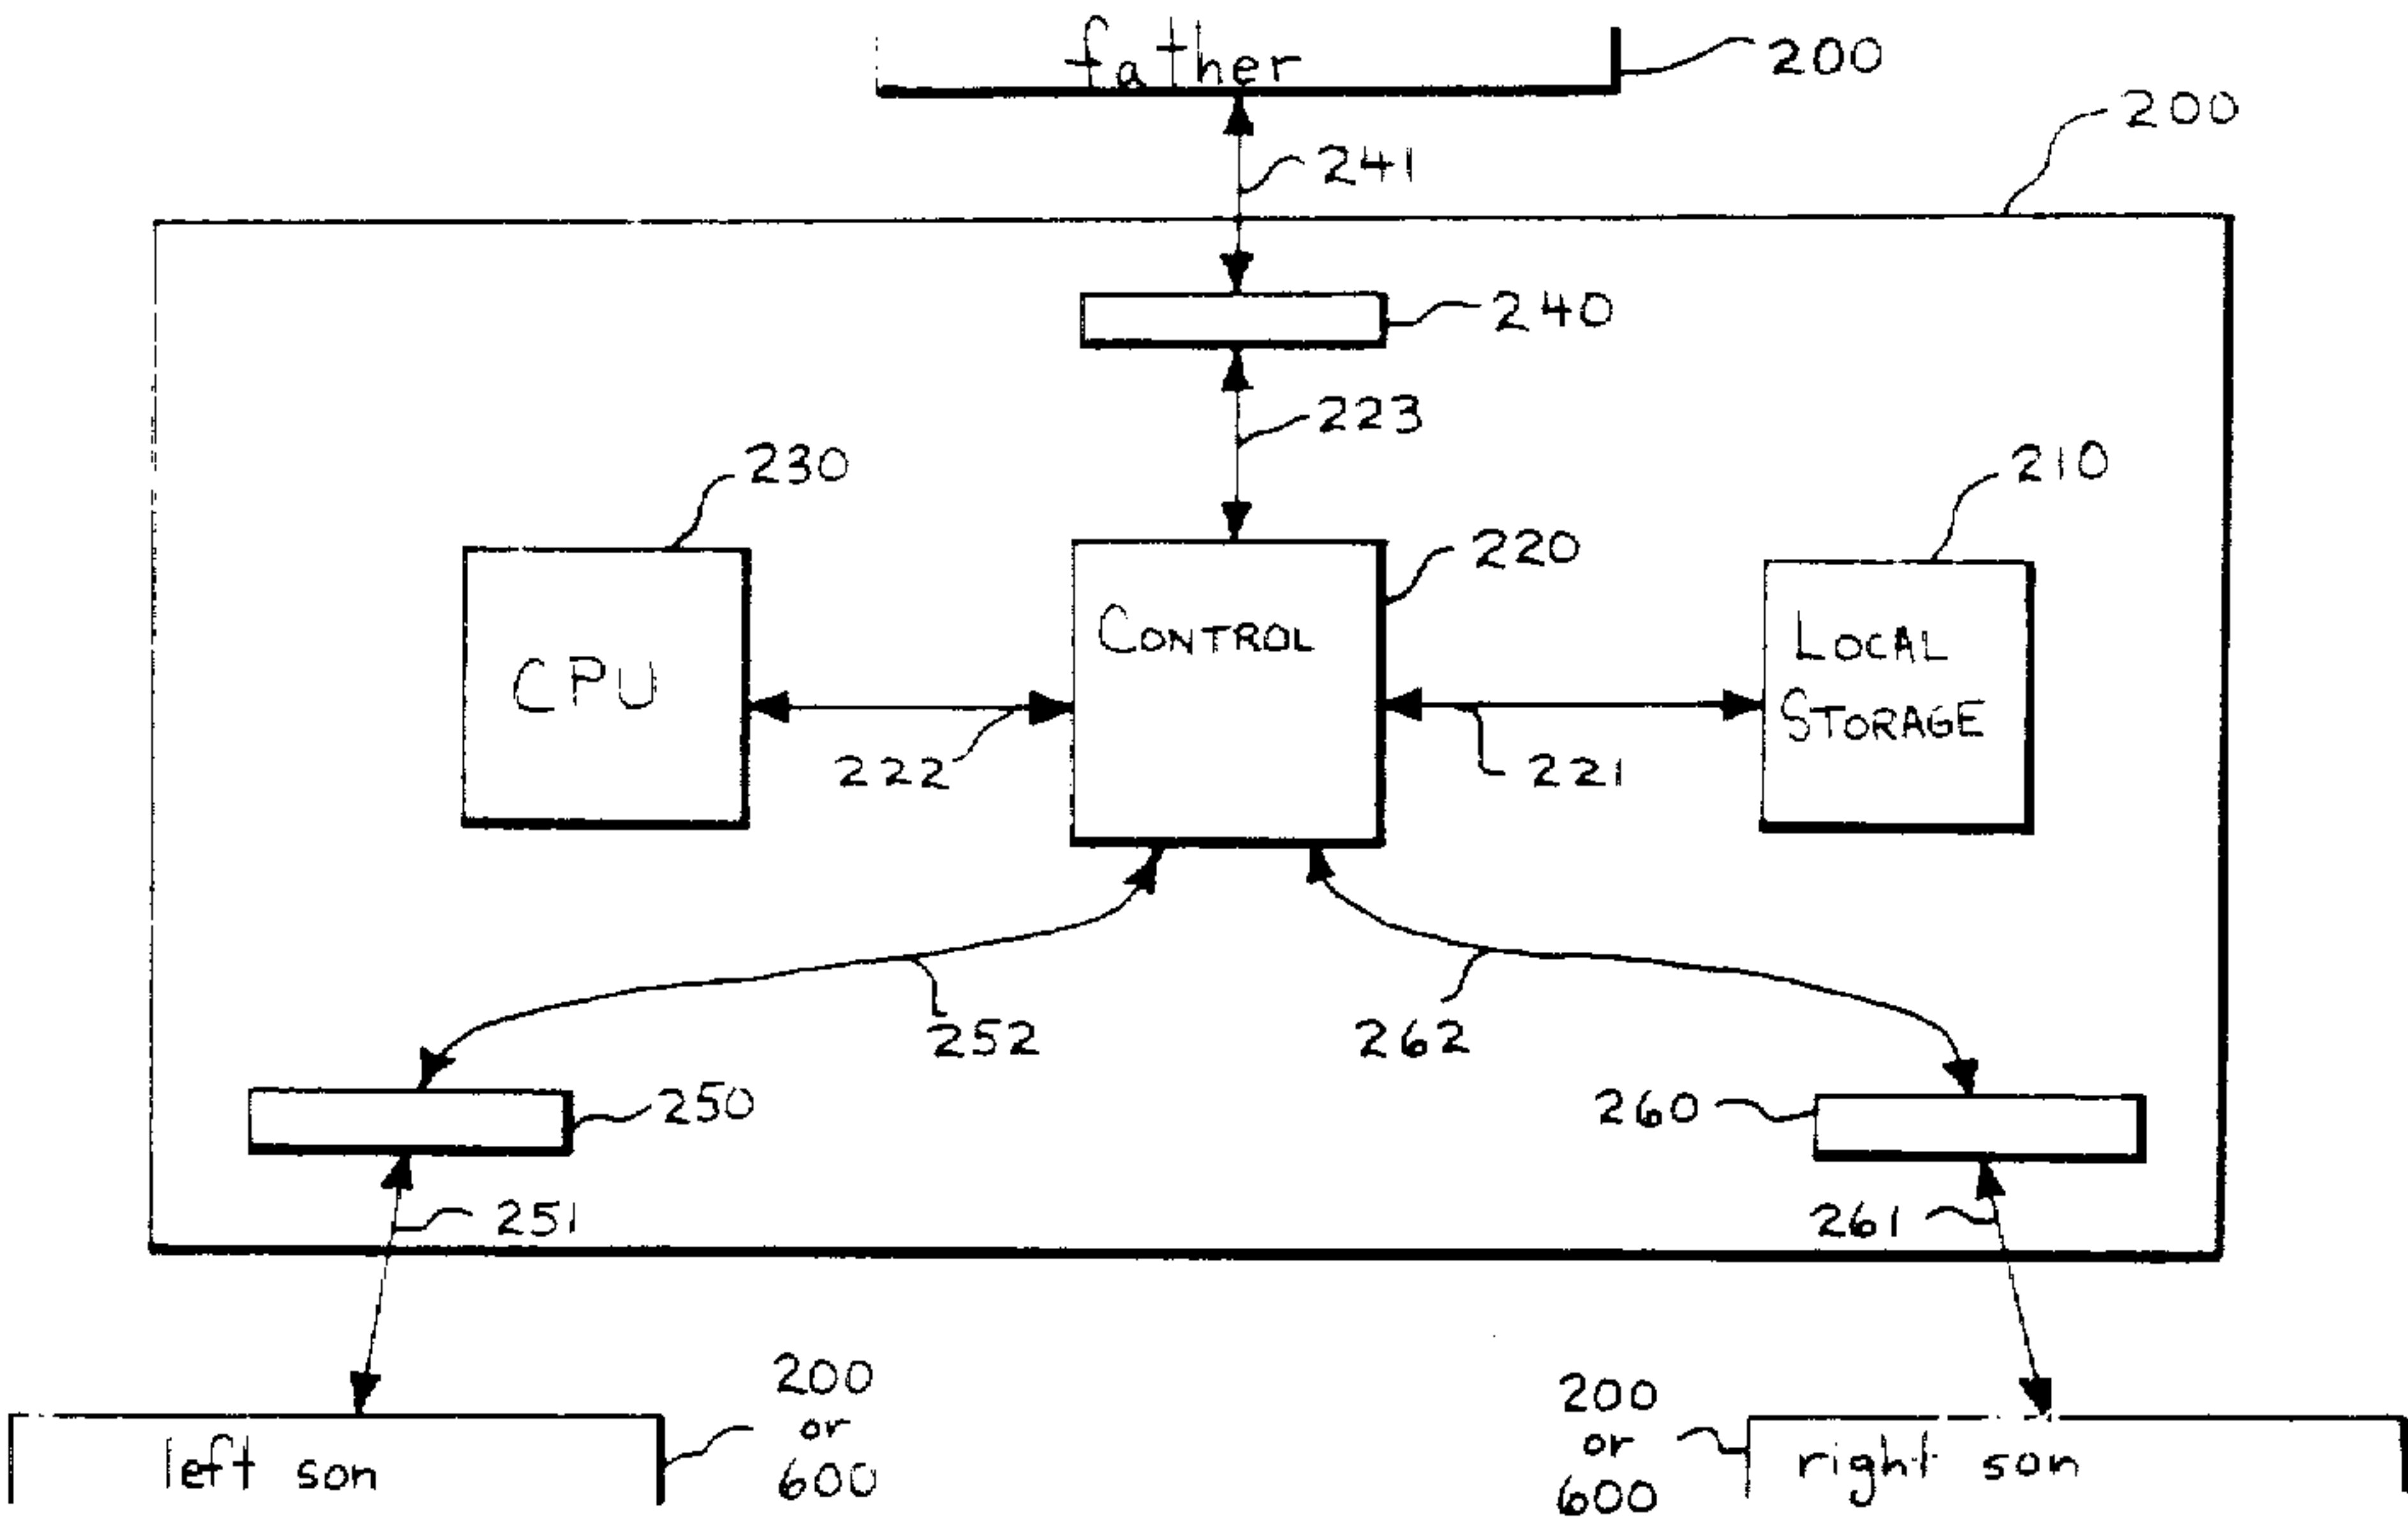 father
200
200
241
240
223
230
210
220
CPU
CONTROL
LOCAL
STORAGE
222
221
252
262
250
260
251
261
200
or
600
200
or
600
left son
right son